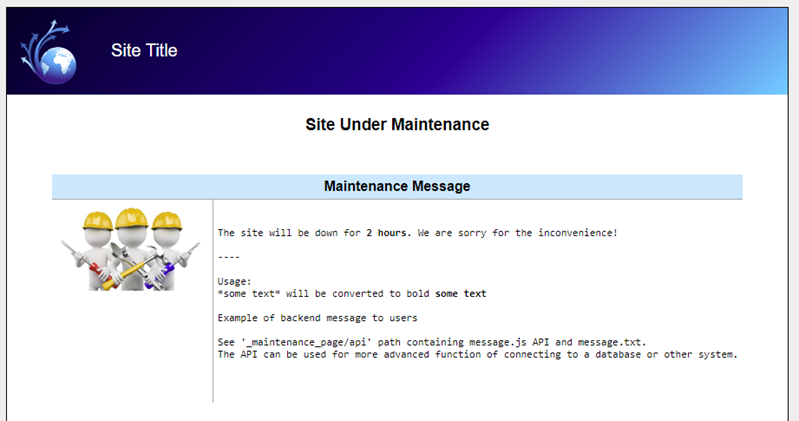 Site Title
Site Under Maintenance
Maintenance Message
The site will be down for 2 hours. We are sorry for the inconvenience!
----
Usage:
*some text* will be converted to bold some text
Example of backend message to users
See '_maintenance_page/api' path containing message.js API and message.txt.
The API can be used for more advanced function of connecting to a database or other system.